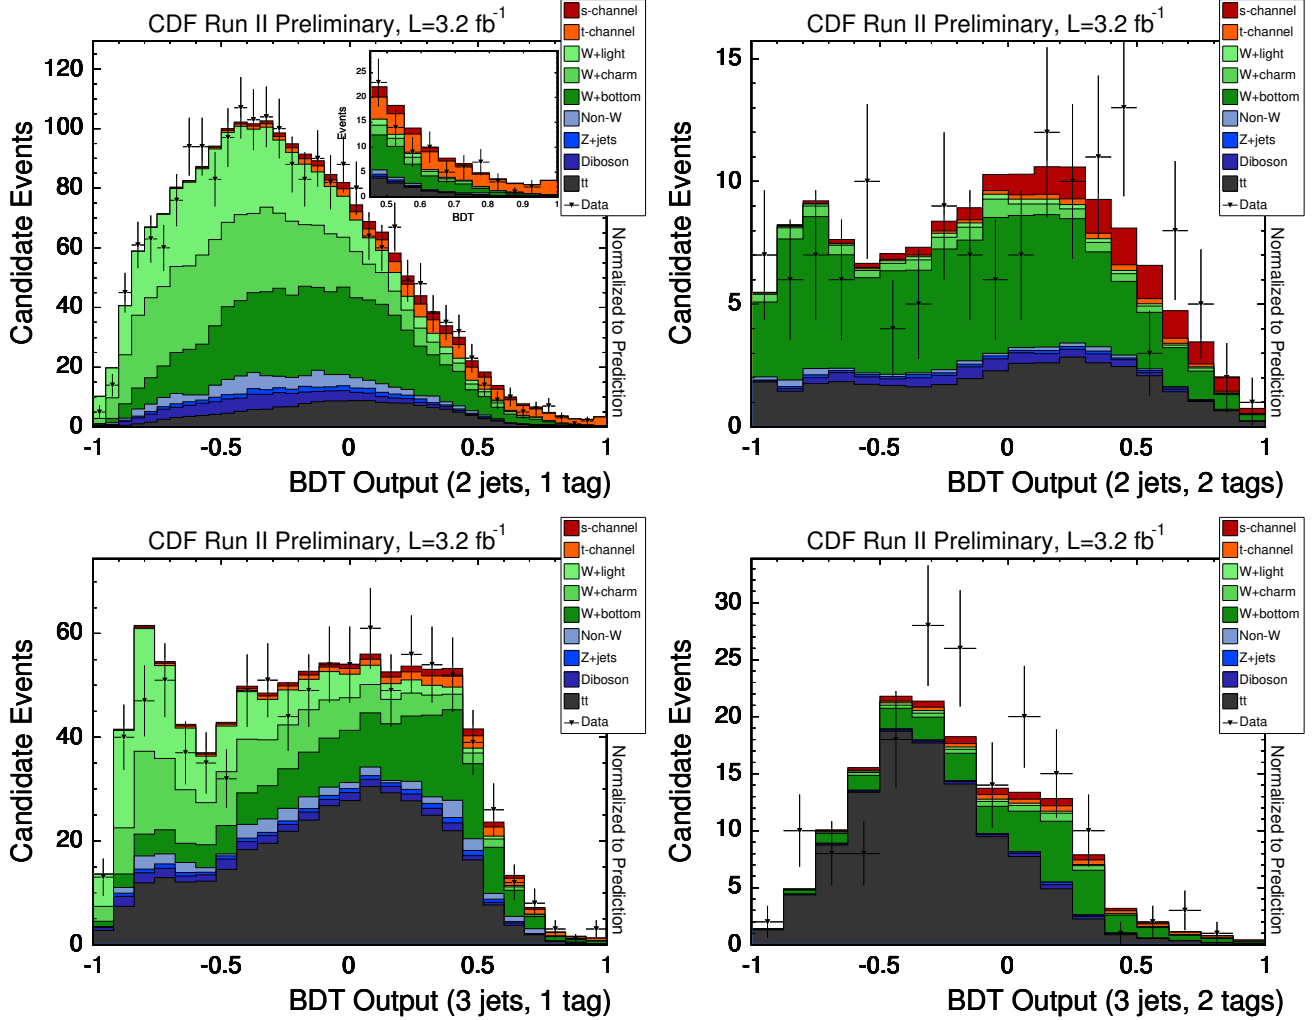 CDF Run II Preliminary, L=3.2 fb-1
s-channel
t-channel
W+light
W+charm
W+bottom
Non-W
Z+jets
Diboson
tt
Data
Candidate Events
120
100
80
60
40
20
0
-1
-0.5
0
0.5
1
BDT Output (2 jets, 1 tag)
Normalized to Prediction
Events
25
20
15
10
5
0
0.5
0.6
0.7
0.8
0.9
1
BDT
CDF Run II Preliminary, L=3.2 fb-1
s-channel
t-channel
W+light
W+charm
W+bottom
Non-W
Z+jets
Diboson
tt
Data
Candidate Events
15
10
5
0
-1
-0.5
0
0.5
1
BDT Output (2 jets, 2 tags)
Normalized to Prediction
CDF Run II Preliminary, L=3.2 fb-1
s-channel
t-channel
W+light
W+charm
W+bottom
Non-W
Z+jets
Diboson
tt
Data
Candidate Events
60
40
20
0
-1
-0.5
0
0.5
1
BDT Output (3 jets, 1 tag)
Normalized to Prediction
CDF Run II Preliminary, L=3.2 fb-1
s-channel
t-channel
W+light
W+charm
W+bottom
Non-W
Z+jets
Diboson
tt
Data
Candidate Events
30
25
20
15
10
5
0
-1
-0.5
0
0.5
1
BDT Output (3 jets, 2 tags)
Normalized to Prediction